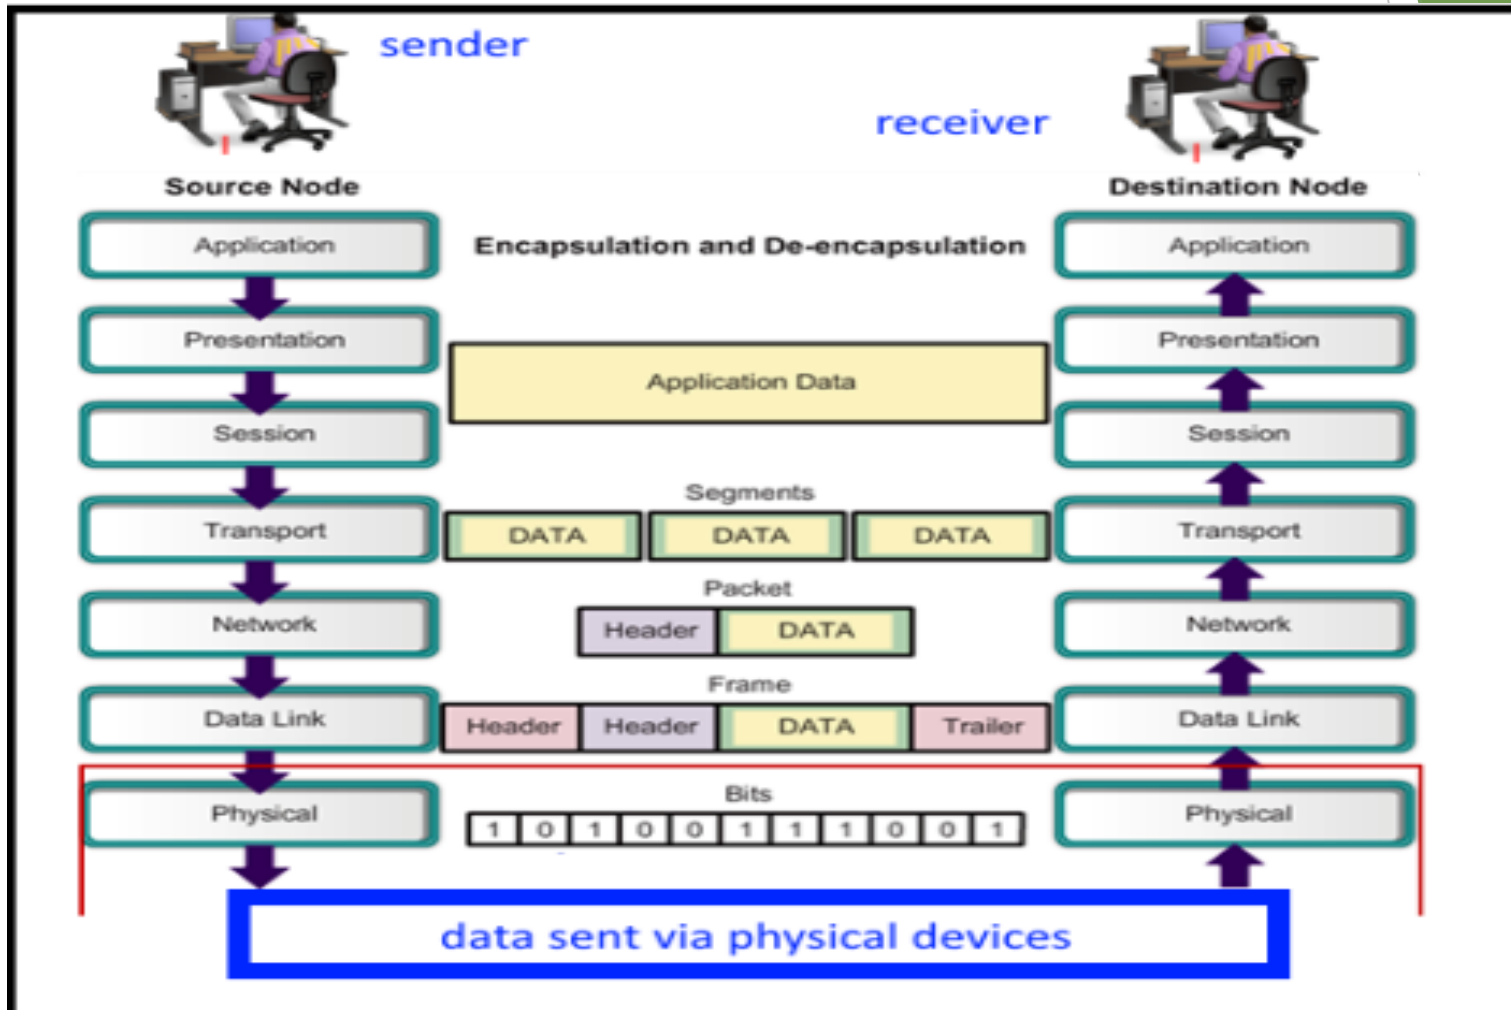 sender
receiver
Source Node
Destination Node
Application
Encapsulation and De-encapsulation
Application
Presentation
Presentation
Application Data
Session
Session
Segments
Transport
DATA
DATA
DATA
Transport
Packet
Network
Header
DATA
Network
Frame
Data Link
Header
Header
DATA
Trailer
Data Link
Bits
Physical
1 0 1 0 0 1 1 1 0 0 1
Physical
data sent via physical devices